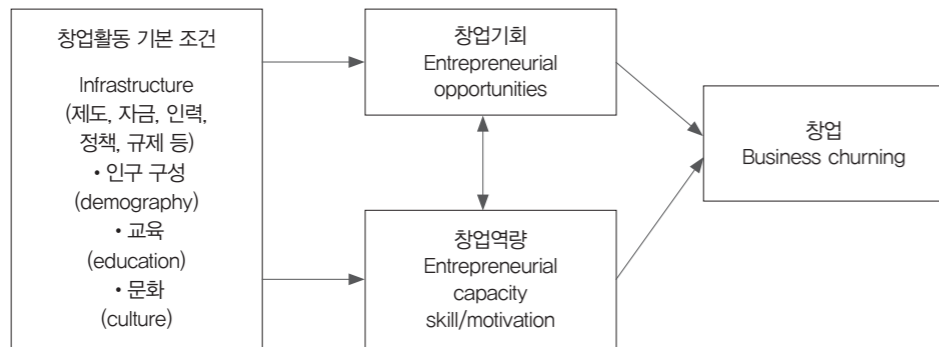 창업활동 기본 조건
Infrastructure
(제도, 자금, 인력,
정책, 규제 등)
• 인구 구성
(demography)
• 교육
(education)
• 문화
(culture)
창업기회
Entrepreneurial
opportunities
창업역량
Entrepreneurial
capacity
skill/motivation
창업
Business churning